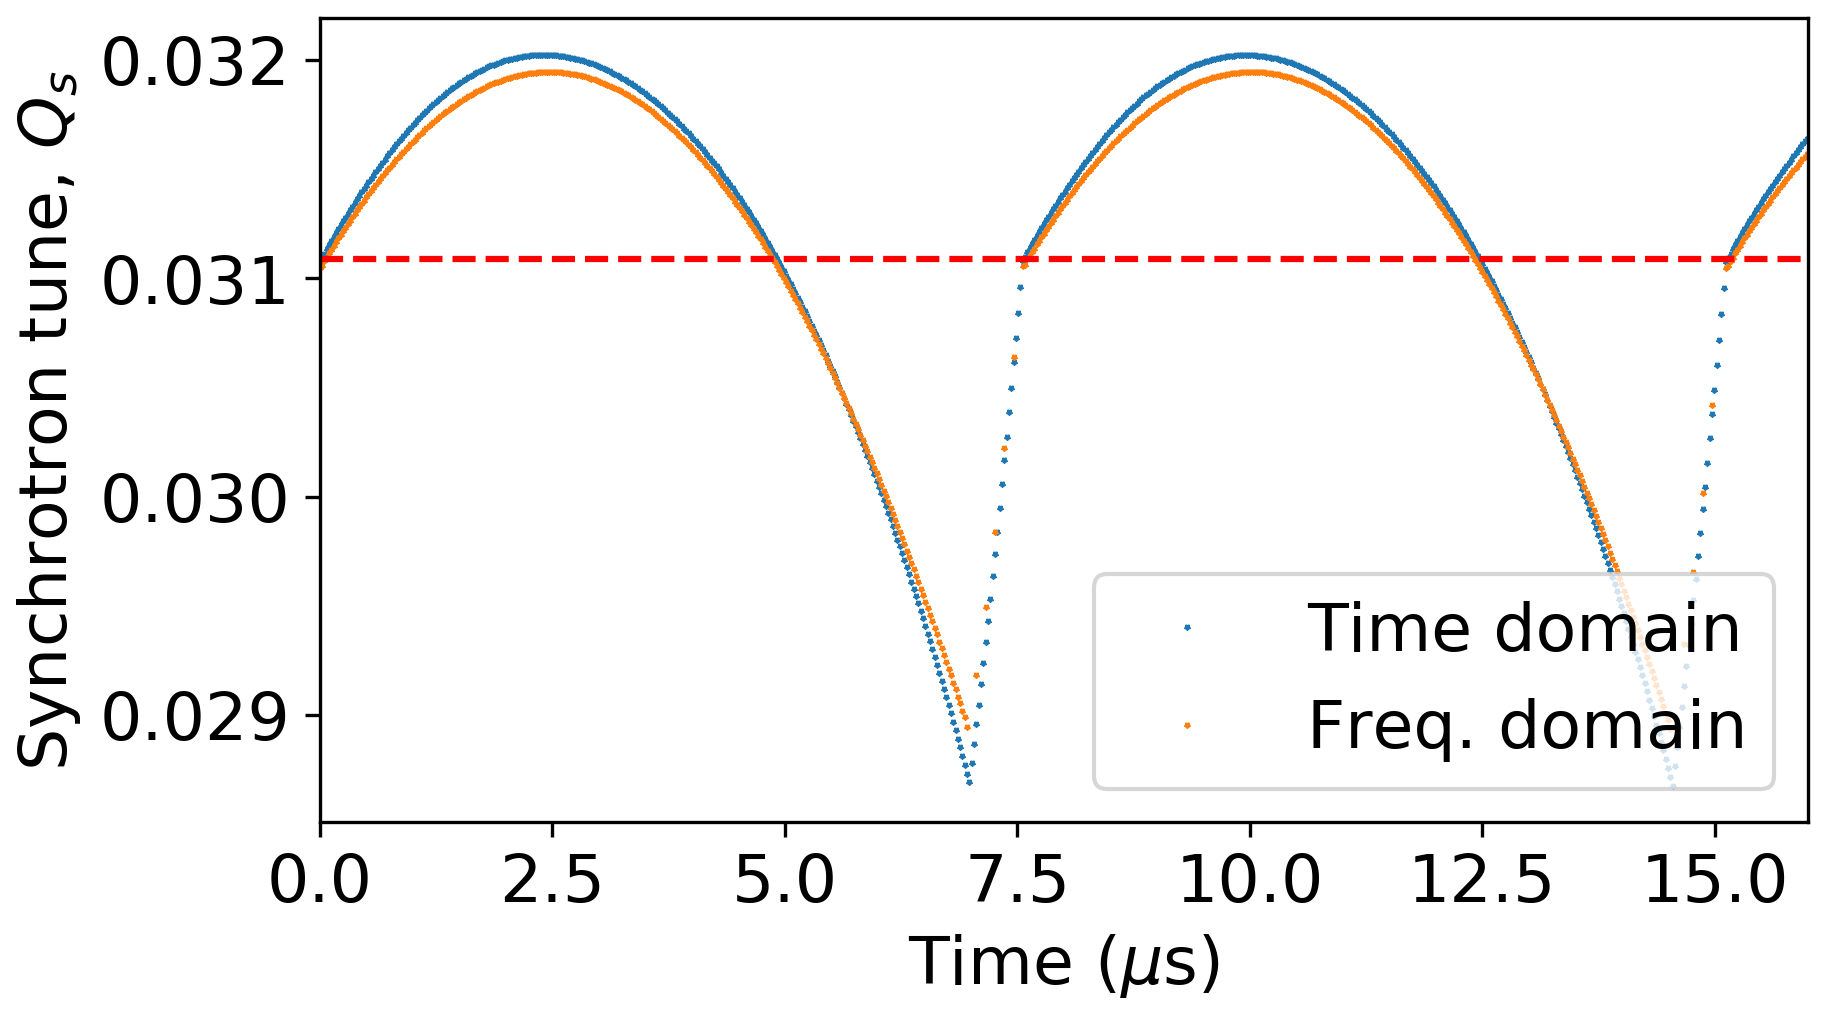 Synchrotron tune, Qs
0.032
0.031
0.030
0.029
Time domain
Freq. domain
0.0 2.5 5.0 7.5 10.0 12.5 15.0
Time (μs)